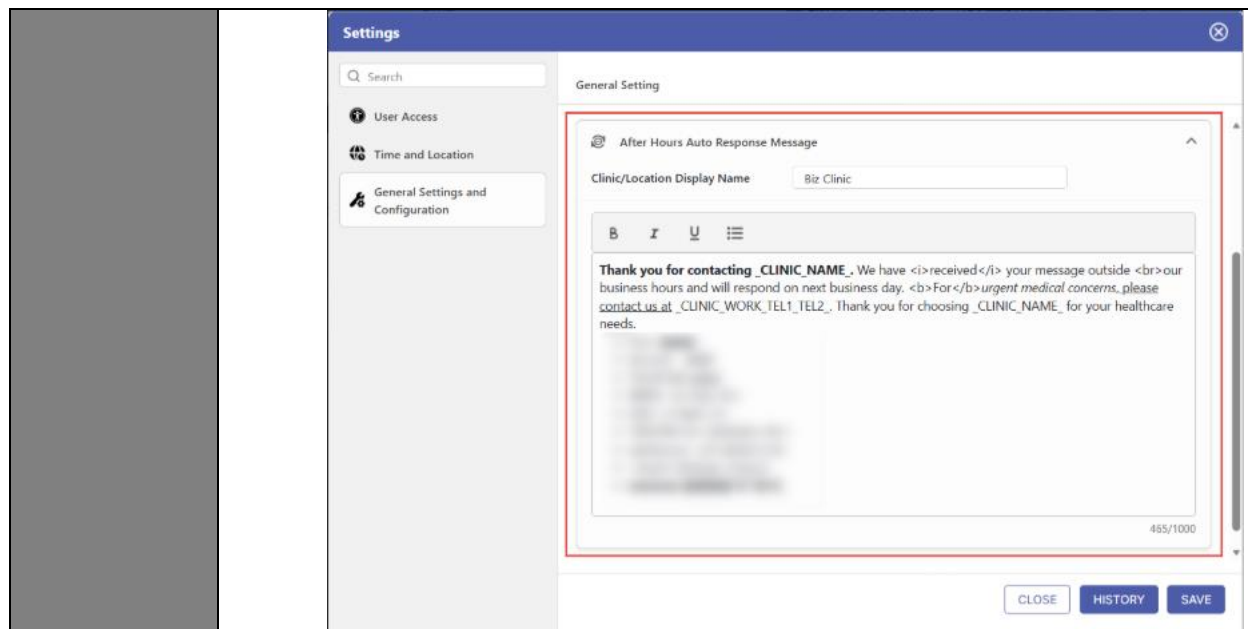 Settings
Search
General Setting
User Access
Time and Location
General Settings and
Configuration
After Hours Auto Response Message
Clinic/Location Display Name
Biz Clinic
B I U
Thank you for contacting _CLINIC_NAME_. We have <i>received</i> your message outside <br>our
business hours and will respond on next business day. <b>For</b>urgent medical concerns, please
contact us at _CLINIC_WORK_TEL1_TEL2_. Thank you for choosing _CLINIC_NAME_ for your healthcare
needs.
465/1000
CLOSE
HISTORY
SAVE